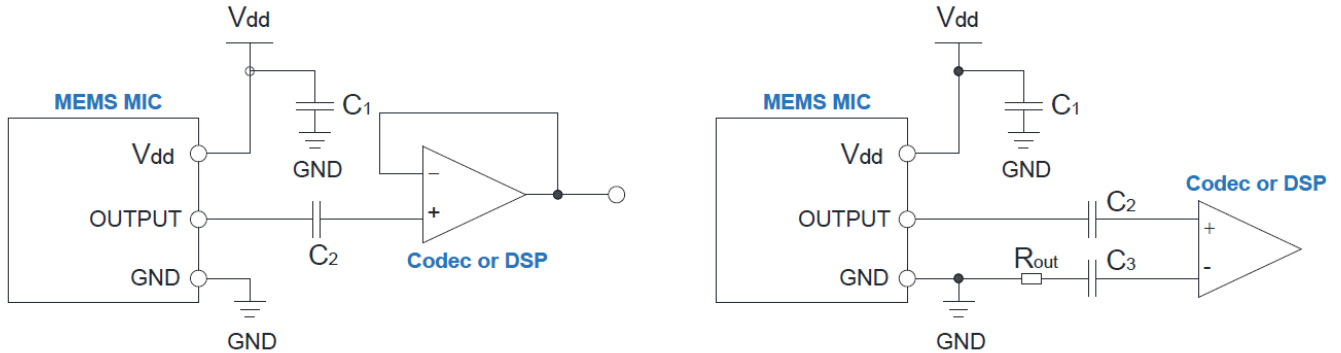 Vdd
MEMS MIC
C1
Vdd
GND
OUTPUT
−
+
C2
Codec or DSP
GND
GND
Vdd
MEMS MIC
C1
Vdd
GND
Codec or DSP
OUTPUT
C2
+
GND
Rout
C3
-
GND